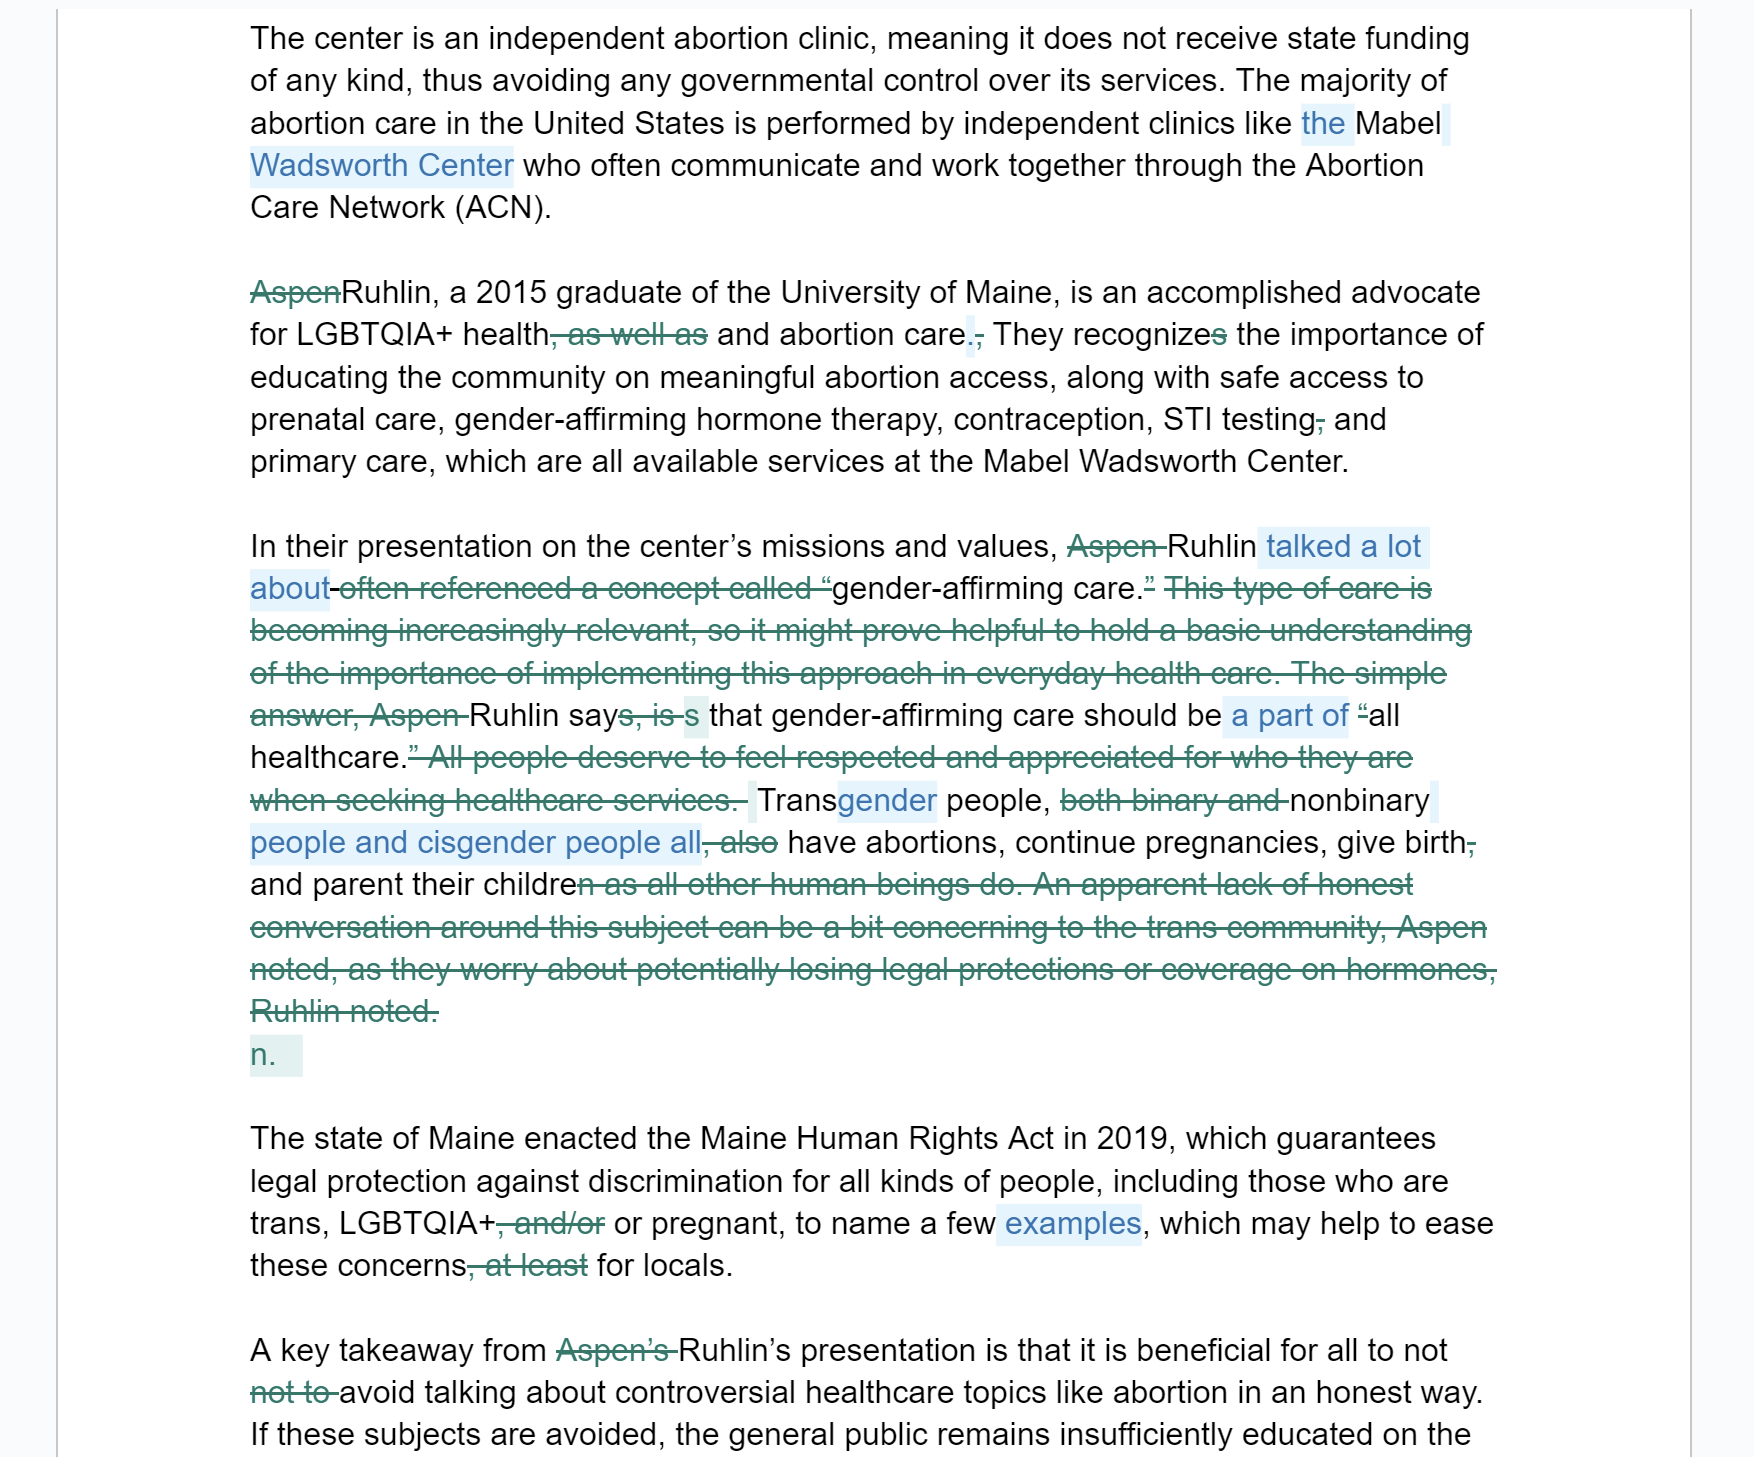 The center is an independent abortion clinic, meaning it does not receive state funding
of any kind, thus avoiding any governmental control over its services. The majority of
abortion care in the United States is performed by independent clinics like the Mabel
Wadsworth Center who often communicate and work together through the Abortion
Care Network (ACN).
AspenRuhlin, a 2015 graduate of the University of Maine, is an accomplished advocate
for LGBTQIA+ health, as well as and abortion care., They recognizes the importance of
educating the community on meaningful abortion access, along with safe access to
prenatal care, gender-affirming hormone therapy, contraception, STI testing, and
primary care, which are all available services at the Mabel Wadsworth Center.
In their presentation on the center’s missions and values, Aspen Ruhlin talked a lot
about often referenced a concept called “gender-affirming care.” This type of care is
becoming increasingly relevant, so it might prove helpful to hold a basic understanding
of the importance of implementing this approach in everyday health care. The simple
answer, Aspen Ruhlin says, is s that gender-affirming care should be a part of “all
healthcare.” All people deserve to feel respected and appreciated for who they are
when seeking healthcare services. Transgender people, both binary and nonbinary
people and cisgender people all, also have abortions, continue pregnancies, give birth,
and parent their children as all other human beings do. An apparent lack of honest
conversation around this subject can be a bit concerning to the trans community, Aspen
noted, as they worry about potentially losing legal protections or coverage on hormones,
Ruhlin noted.
n.
The state of Maine enacted the Maine Human Rights Act in 2019, which guarantees
legal protection against discrimination for all kinds of people, including those who are
trans, LGBTQIA+, and/or or pregnant, to name a few examples, which may help to ease
these concerns, at least for locals.
A key takeaway from Aspen’s Ruhlin’s presentation is that it is beneficial for all to not
not to avoid talking about controversial healthcare topics like abortion in an honest way.
If these subjects are avoided, the general public remains insufficiently educated on the